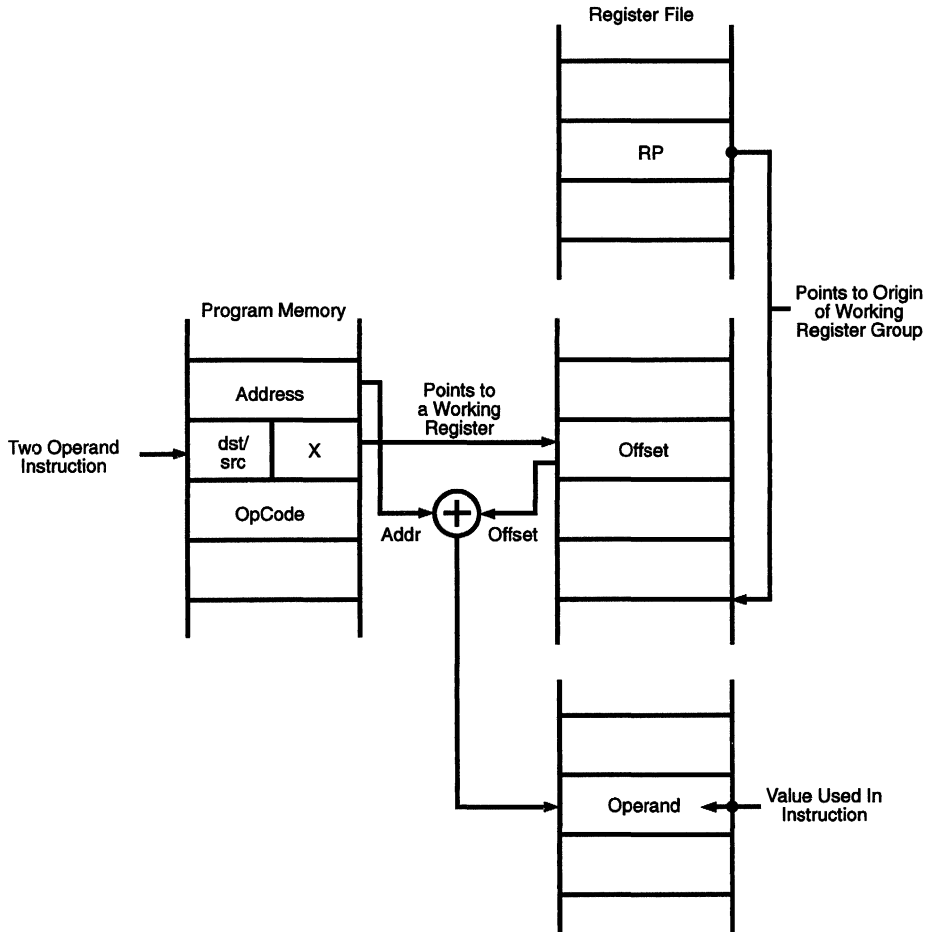 Register File
RP
Points to Origin
of Working
Register Group
Program Memory
Address
Points to
a Working
Register
Two Operand
Instruction
dst/
src
X
Offset
OpCode
Addr
Offset
Operand
Value Used In
Instruction